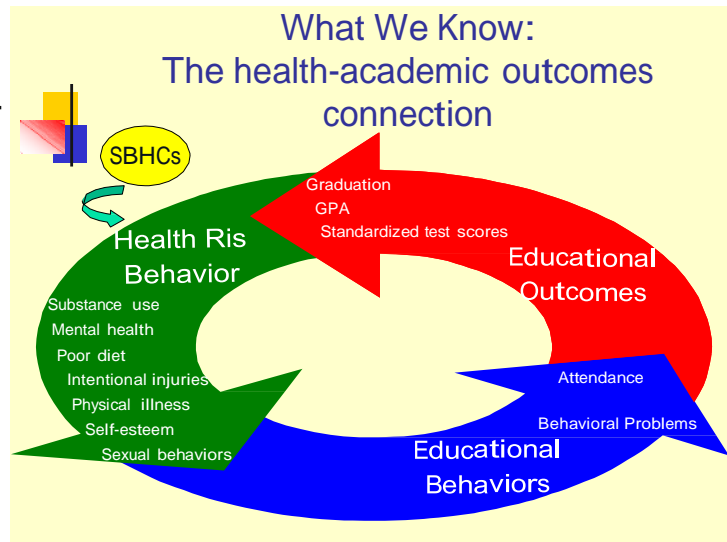 What We Know:
The health-academic outcomes
connection
SBHCs
Graduation
GPA
Standardized test scores
Health Ris
Behavior
Educational
Outcomes
Substance use
Mental health
Poor diet
Intentional injuries
Physical illness
Self-esteem
Sexual behaviors
Attendance
Behavioral Problems
Educational
Behaviors